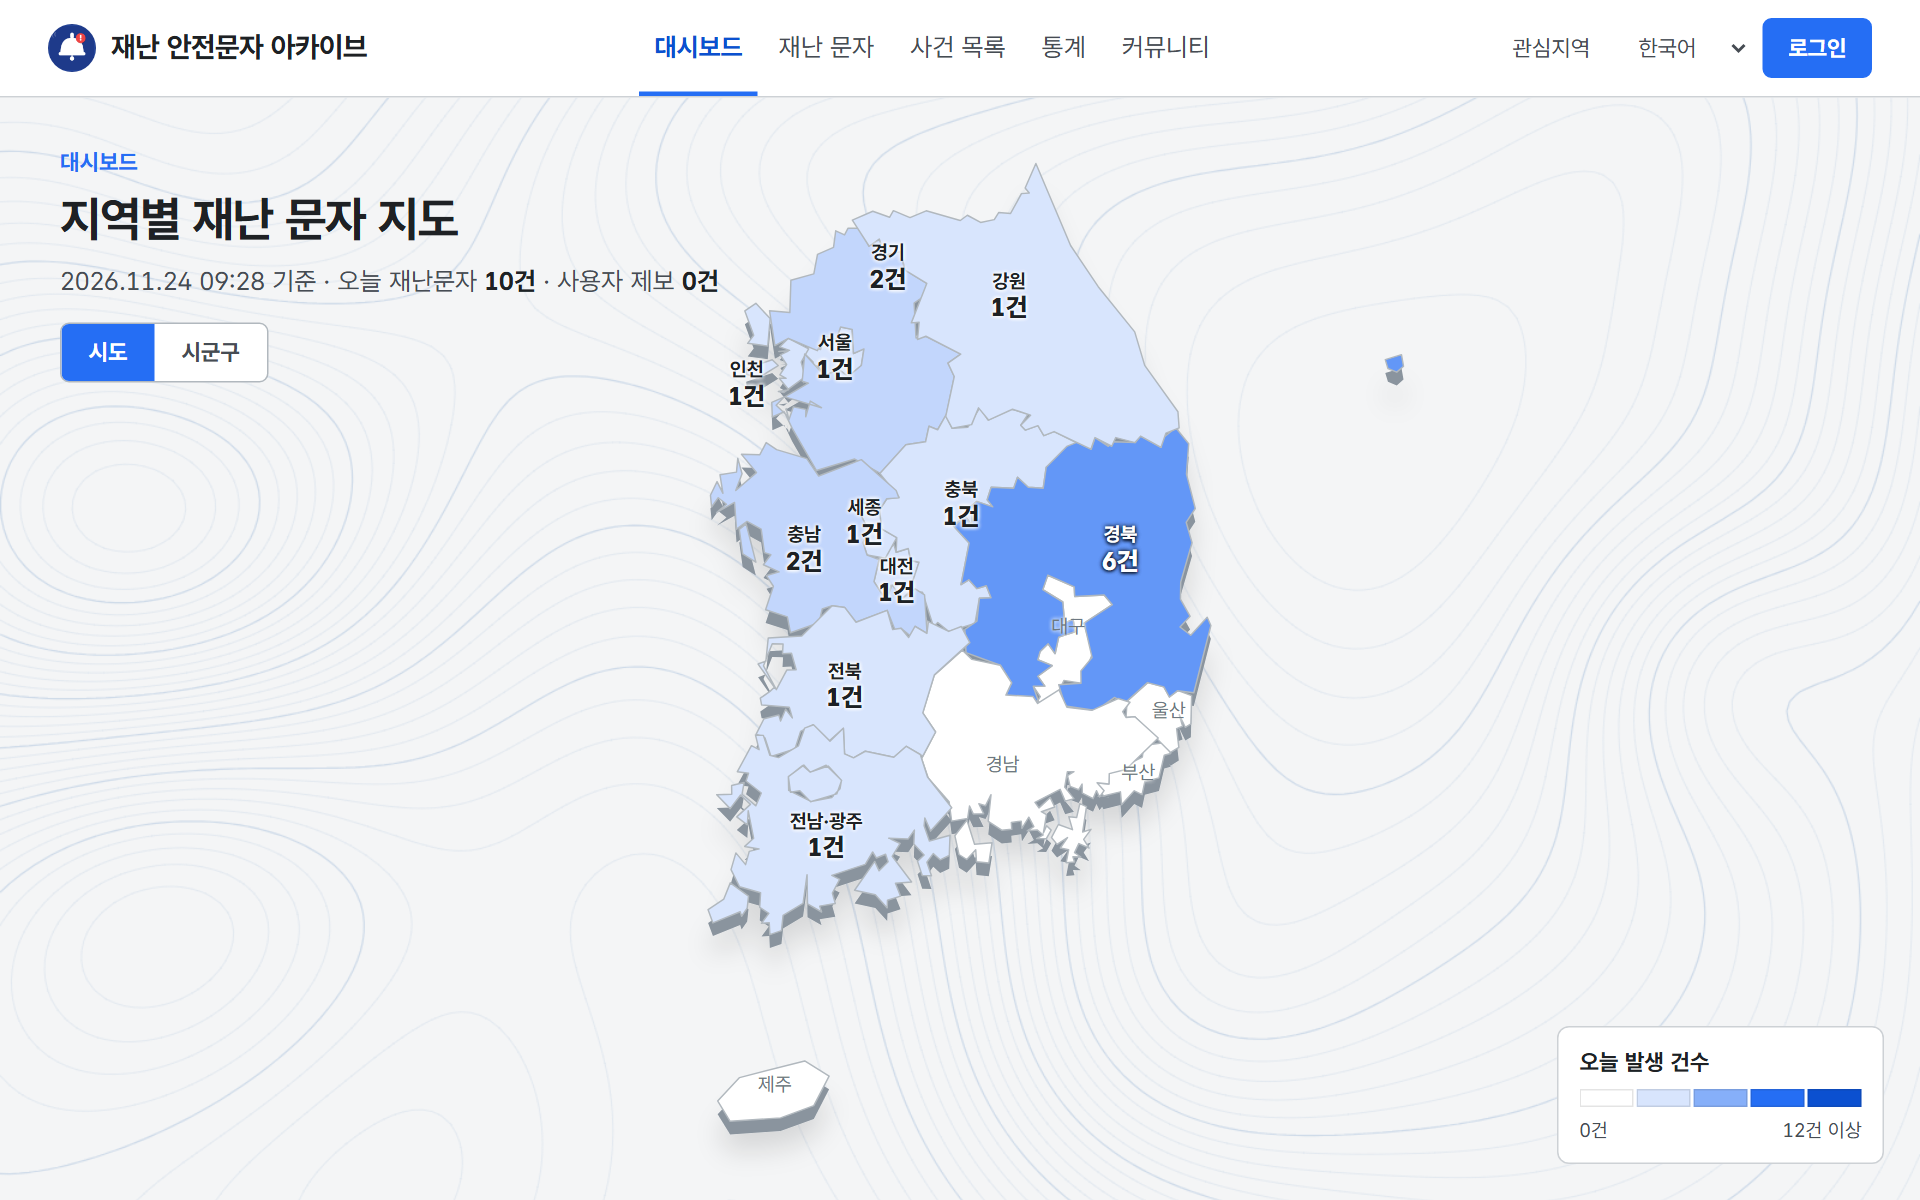 재난 안전문자 아카이브
대시보드 재난 문자 사건 목록 통계 커뮤니티
관심지역 한국어 로그인
대시보드
지역별 재난 문자 지도
2026.11.24 09:28 기준 · 오늘 재난문자 10건 · 사용자 제보 0건
시도 시군구
경기
2건
강원
1건
서울
1건
인천
1건
충북
1건
세종
1건
충남
2건
경북
6건
대전
1건
대구
전북
1건
울산
경남
부산
전남·광주
1건
제주
오늘 발생 건수
0건 12건 이상